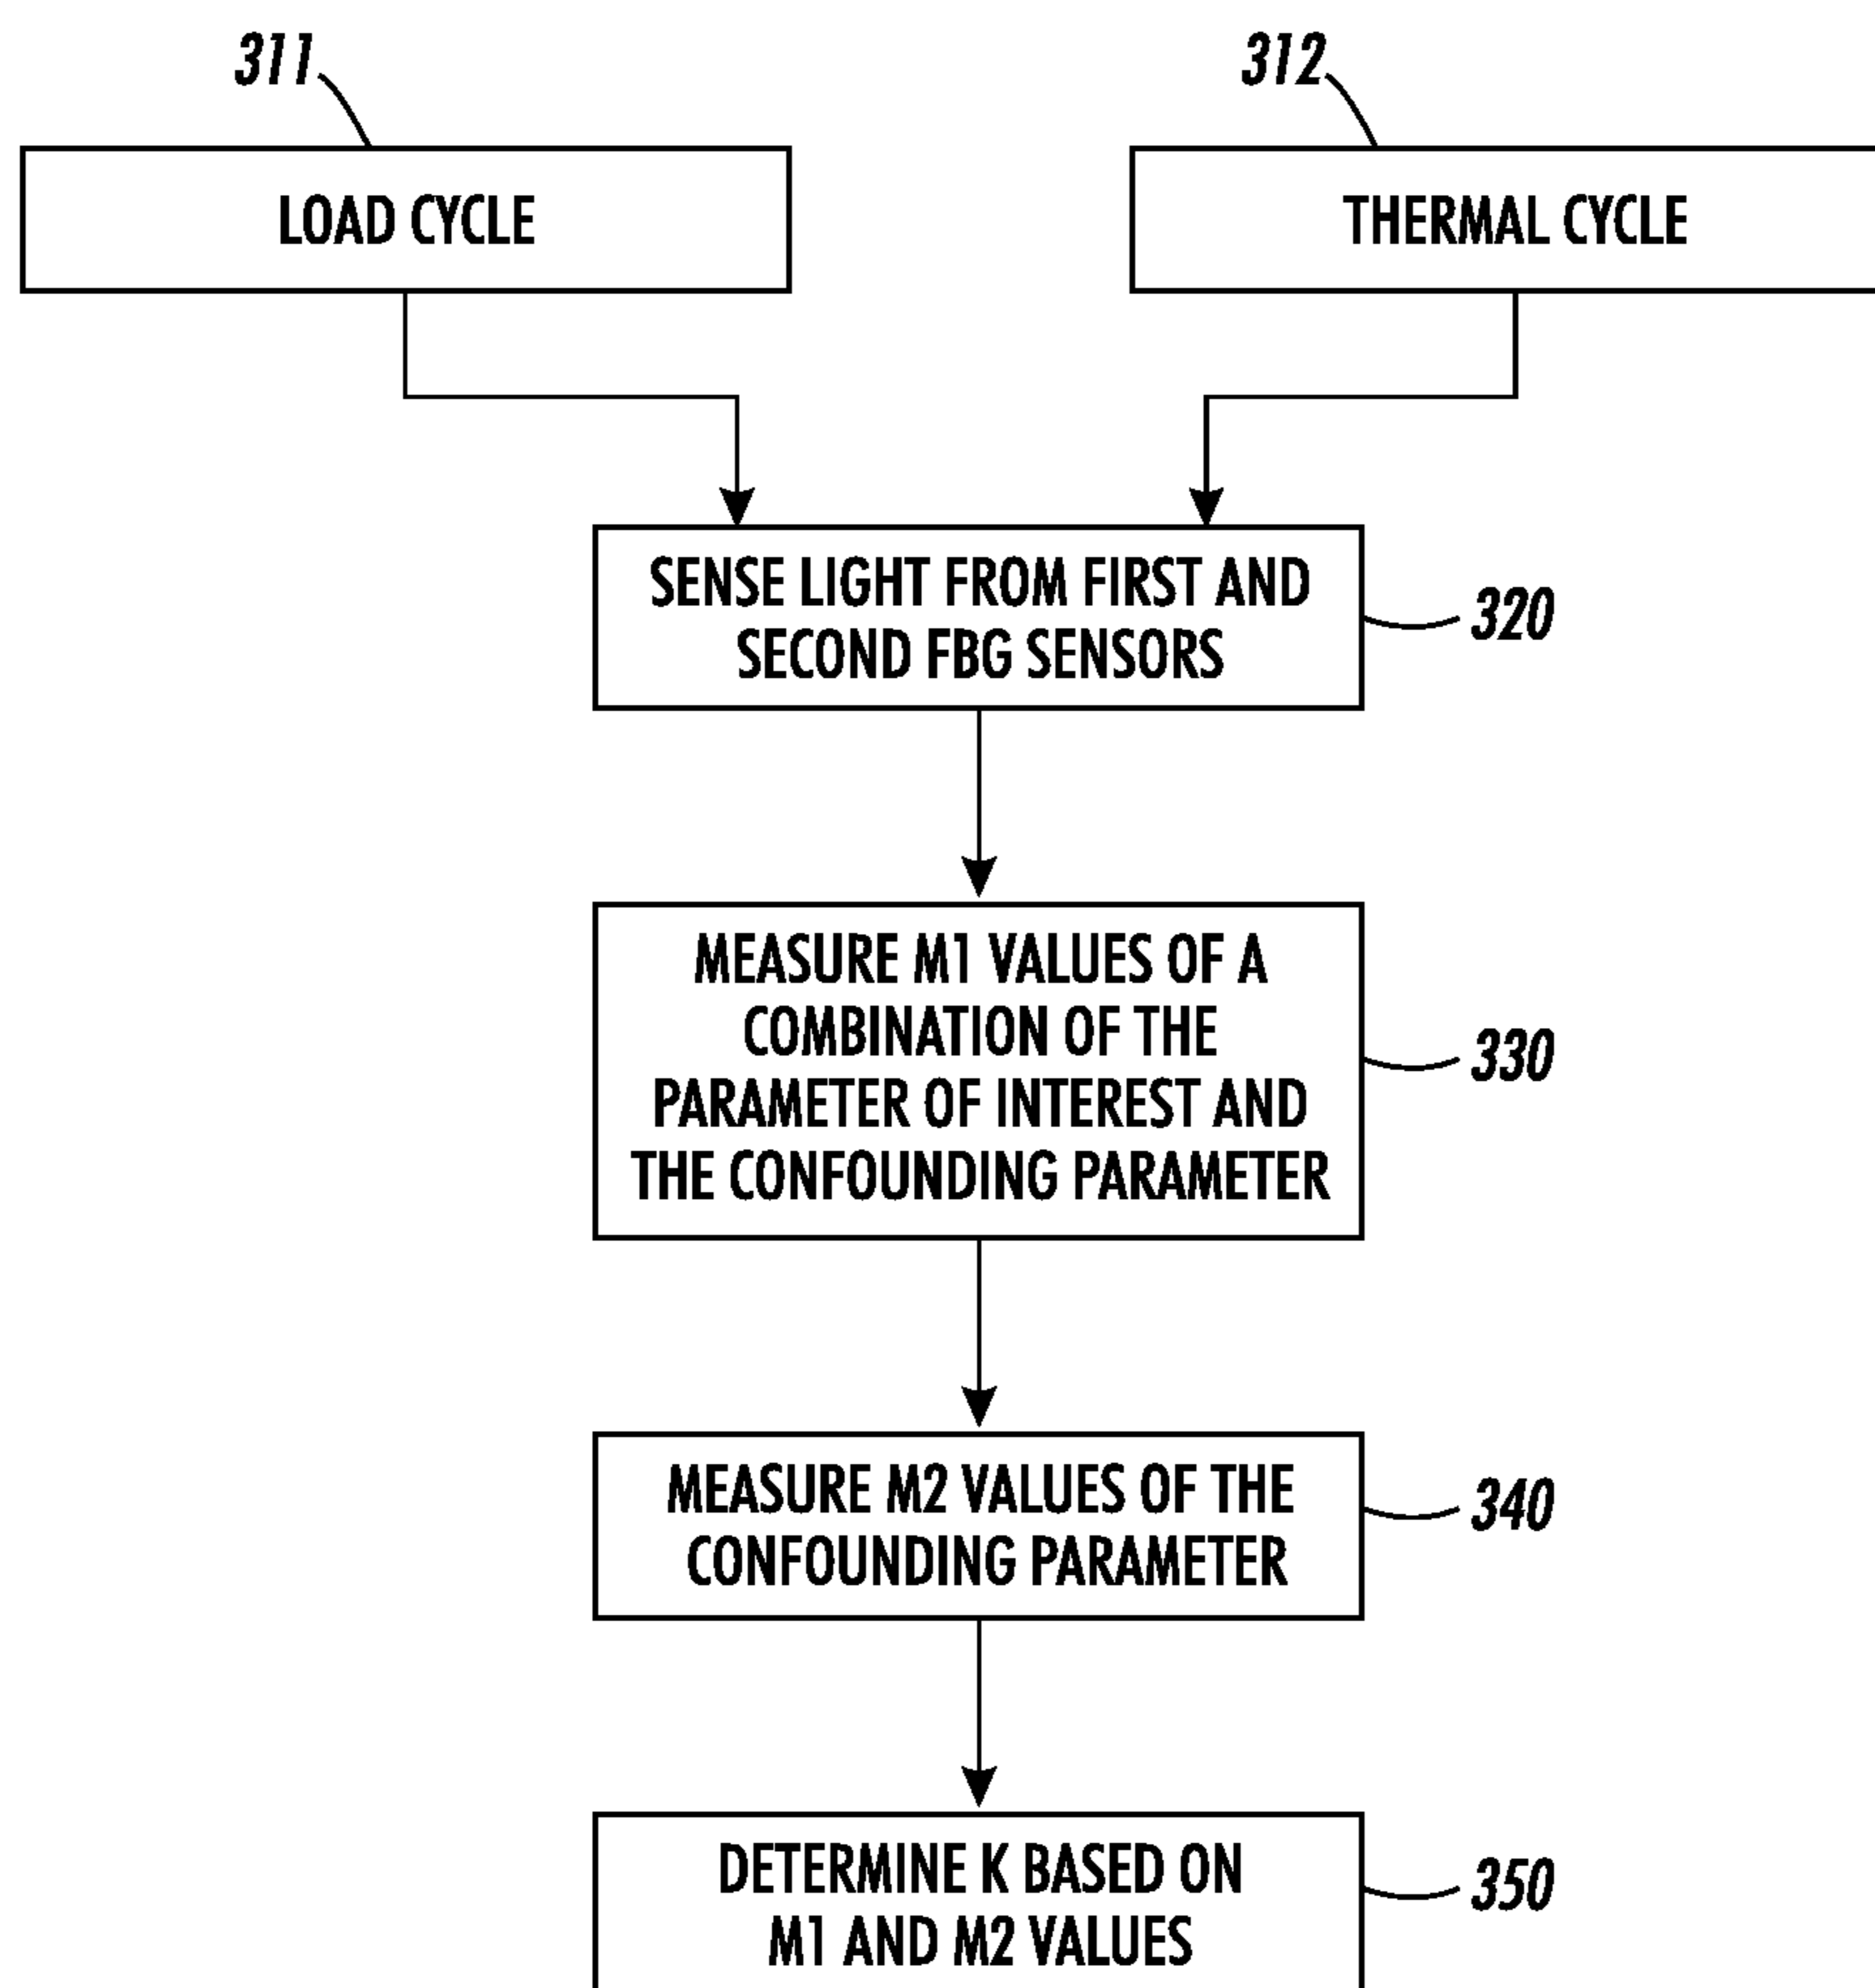 311
312
LOAD CYCLE
THERMAL CYCLE
SENSE LIGHT FROM FIRST AND
SECOND FBG SENSORS
320
MEASURE M1 VALUES OF A
COMBINATION OF THE
PARAMETER OF INTEREST AND
THE CONFOUNDING PARAMETER
330
MEASURE M2 VALUES OF THE
CONFOUNDING PARAMETER
340
DETERMINE K BASED ON
M1 AND M2 VALUES
350